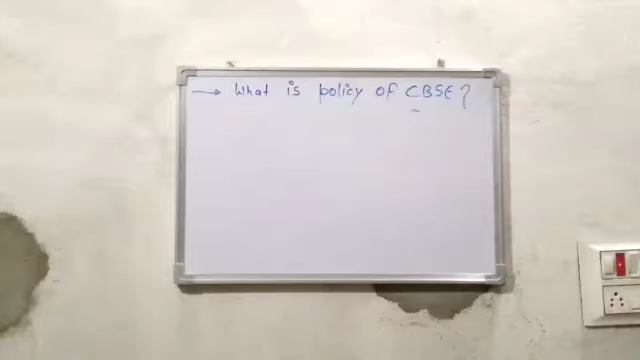 → What is policy of CBSE?